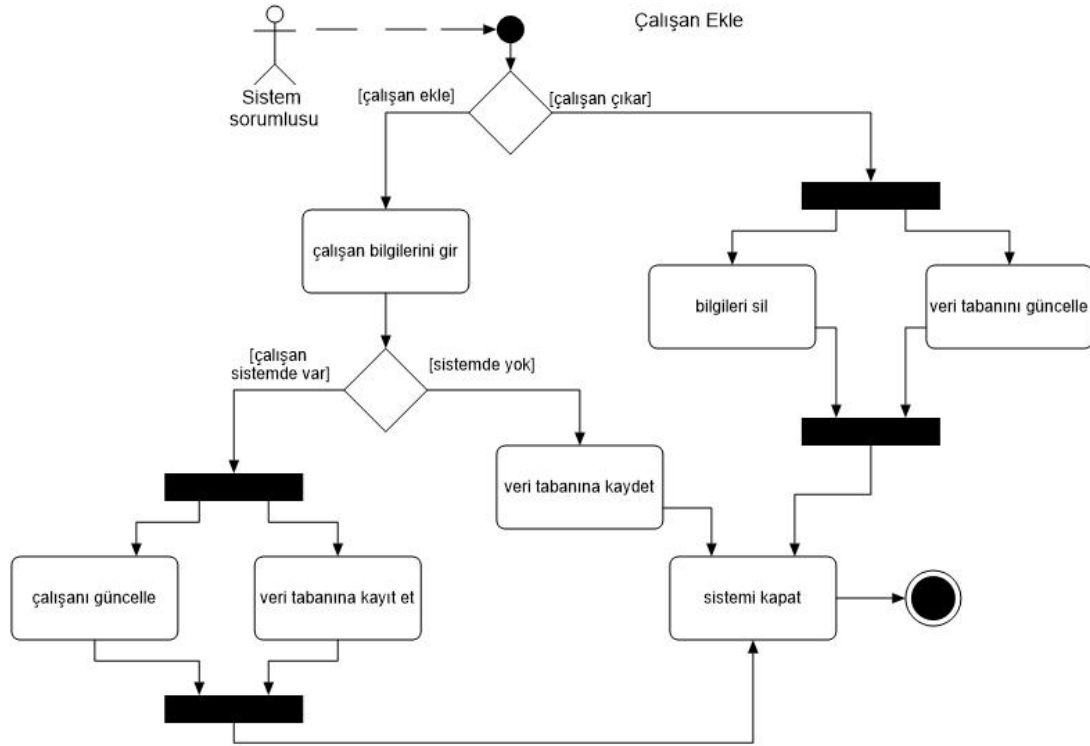 Çalışan Ekle
Sistem
sorumlusu
[çalışan ekle]
[çalışan çıkar]
çalışan bilgilerini gir
bilgileri sil
veri tabanını güncelle
[çalışan
sistemde var]
[sistemde yok]
veri tabanına kaydet
çalışanı güncelle
veri tabanına kayıt et
sistemi kapat